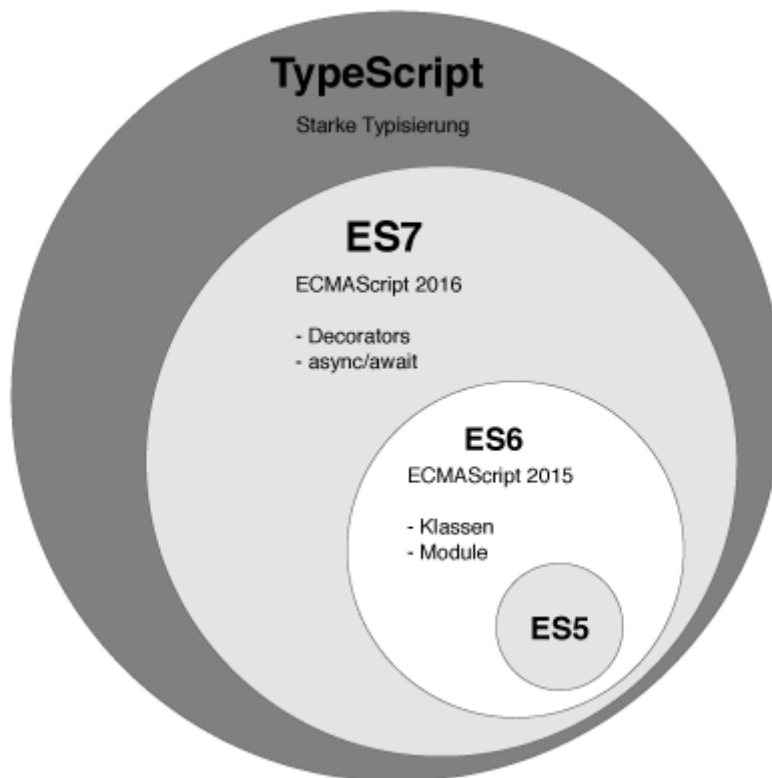 TypeScript
Starke Typisierung
ES7
ECMAScript 2016
- Decorators
- async/await
ES6
ECMAScript 2015
- Klassen
- Module
ES5